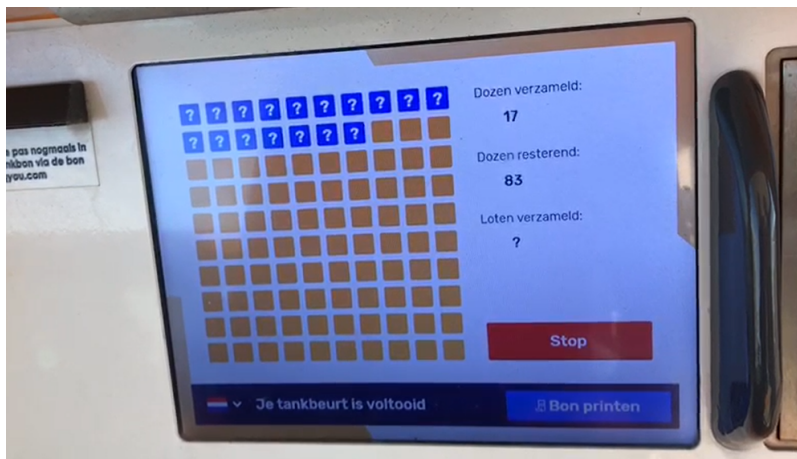 ? ? ? ? ? ? ? ? ? ?
? ? ? ? ? ? ?
Dozen verzameld:
17
Dozen resterend:
83
Loten verzameld:
?
Stop
Je tankbeurt is voltooid
Bon printen
pas nogmaals in
nkbon via de bon
you.com